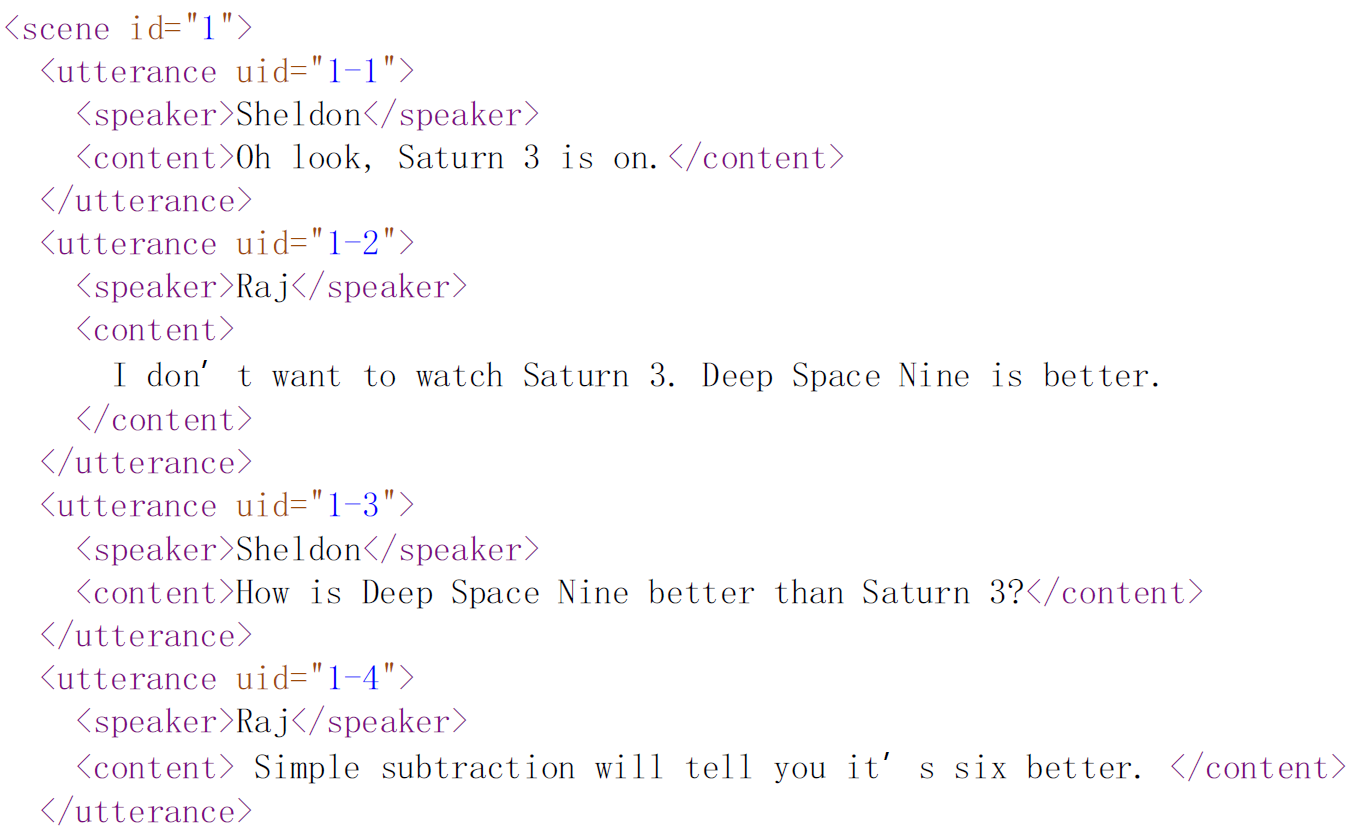 <scene id="1">
<utterance uid="1-1">
<speaker>Sheldon</speaker>
<content>Oh look, Saturn 3 is on.</content>
</utterance>
<utterance uid="1-2">
<speaker>Raj</speaker>
<content>
I don’t want to watch Saturn 3. Deep Space Nine is better.
</content>
</utterance>
<utterance uid="1-3">
<speaker>Sheldon</speaker>
<content>How is Deep Space Nine better than Saturn 3?</content>
</utterance>
<utterance uid="1-4">
<speaker>Raj</speaker>
<content> Simple subtraction will tell you it’s six better. </content>
</utterance>